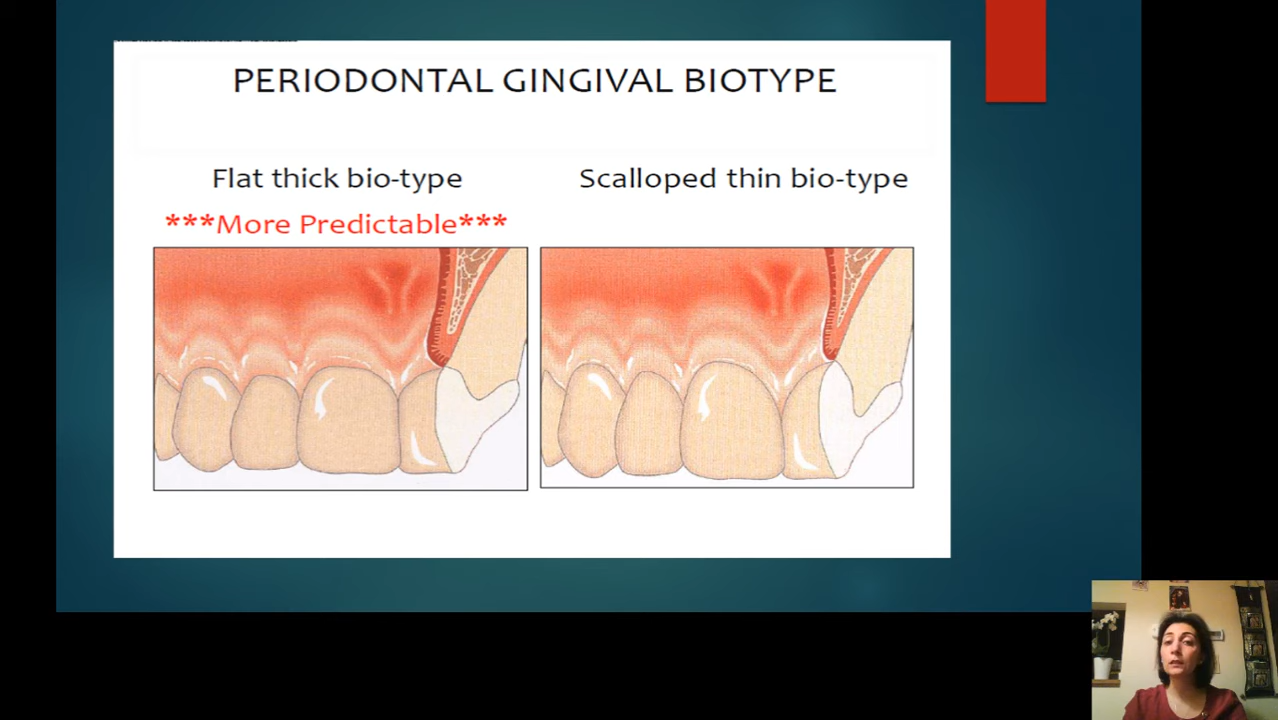 PERIODONTAL GINGIVAL BIOTYPE
Flat thick bio-type
Scalloped thin bio-type
***More Predictable***